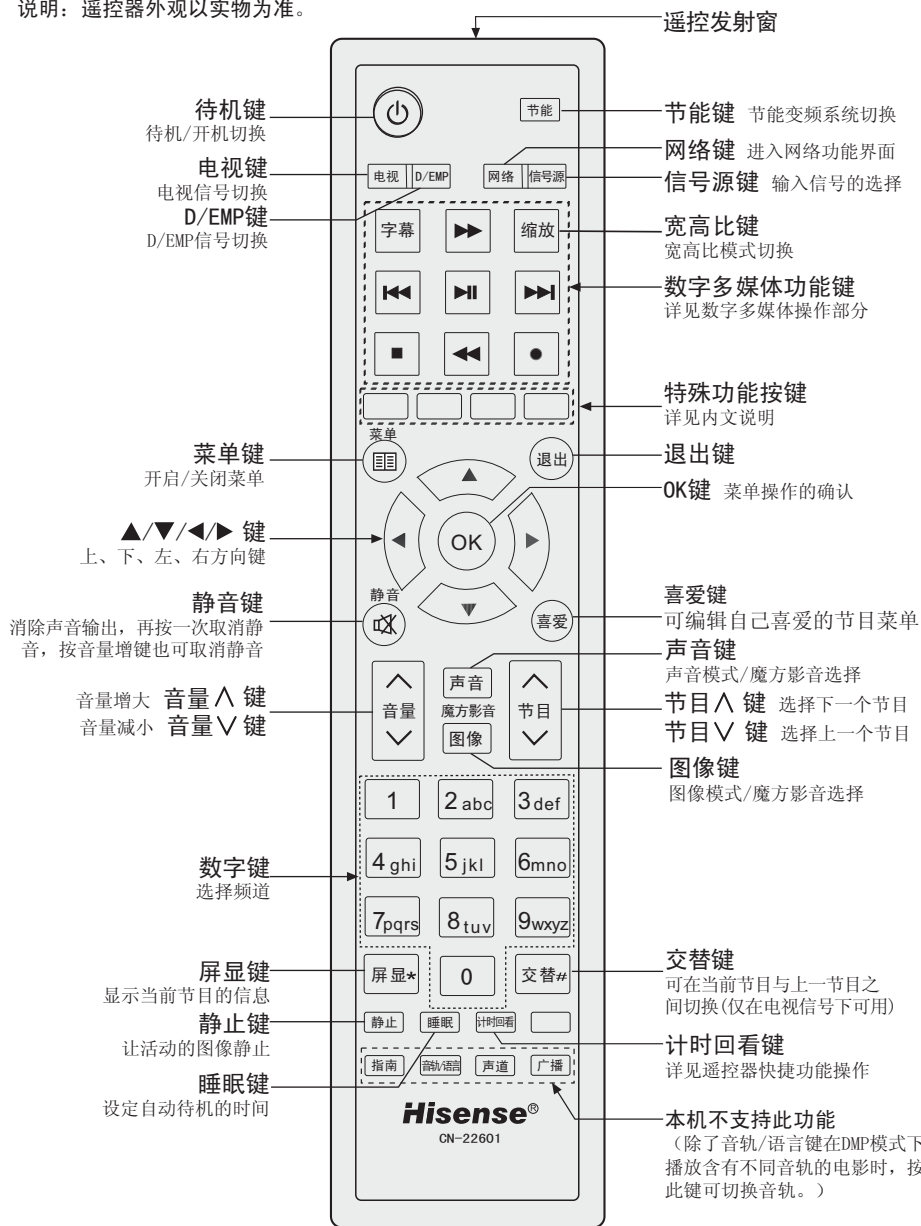 说明：遥控器外观以实物为准。
遥控发射窗
待机键
待机/开机切换
电视键
电视信号切换
D/EMP键
D/EMP信号切换
节能键 节能变频系统切换
网络键 进入网络功能界面
信号源键 输入信号的选择
宽高比键
宽高比模式切换
数字多媒体功能键
详见数字多媒体操作部分
特殊功能按键
详见内文说明
节能
电视 D/EMP 网络 信号源
字幕 缩放
菜单
退出
OK
静音
喜爱
菜单键
开启/关闭菜单
▲/▼/◀/▶ 键
上、下、左、右方向键
静音键
消除声音输出，再按一次取消静
音，按音量增键也可取消静音
音量增大 音量∧键
音量减小 音量∨键
退出键
OK键 菜单操作的确认
喜爱键
可编辑自己喜爱的节目菜单
声音键
声音模式/魔方影音选择
节目∧ 键 选择下一个节目
节目∨ 键 选择上一个节目
图像键
图像模式/魔方影音选择
声音
音量 魔方影音 节目
图像
1 2abc 3def
4ghi 5jkl 6mno
7pqrs 8tuv 9wxyz
屏显* 0 交替#
静止 睡眠 计时回看
指南 音轨/语言 声道 广播
Hisense®
CN-22601
数字键
选择频道
屏显键
显示当前节目的信息
静止键
让活动的图像静止
睡眠键
设定自动待机的时间
交替键
可在当前节目与上一节目之
间切换(仅在电视信号下可用)
计时回看键
详见遥控器快捷功能操作
本机不支持此功能
（除了音轨/语言键在DMP模式下
播放含有不同音轨的电影时，按
此键可切换音轨。）